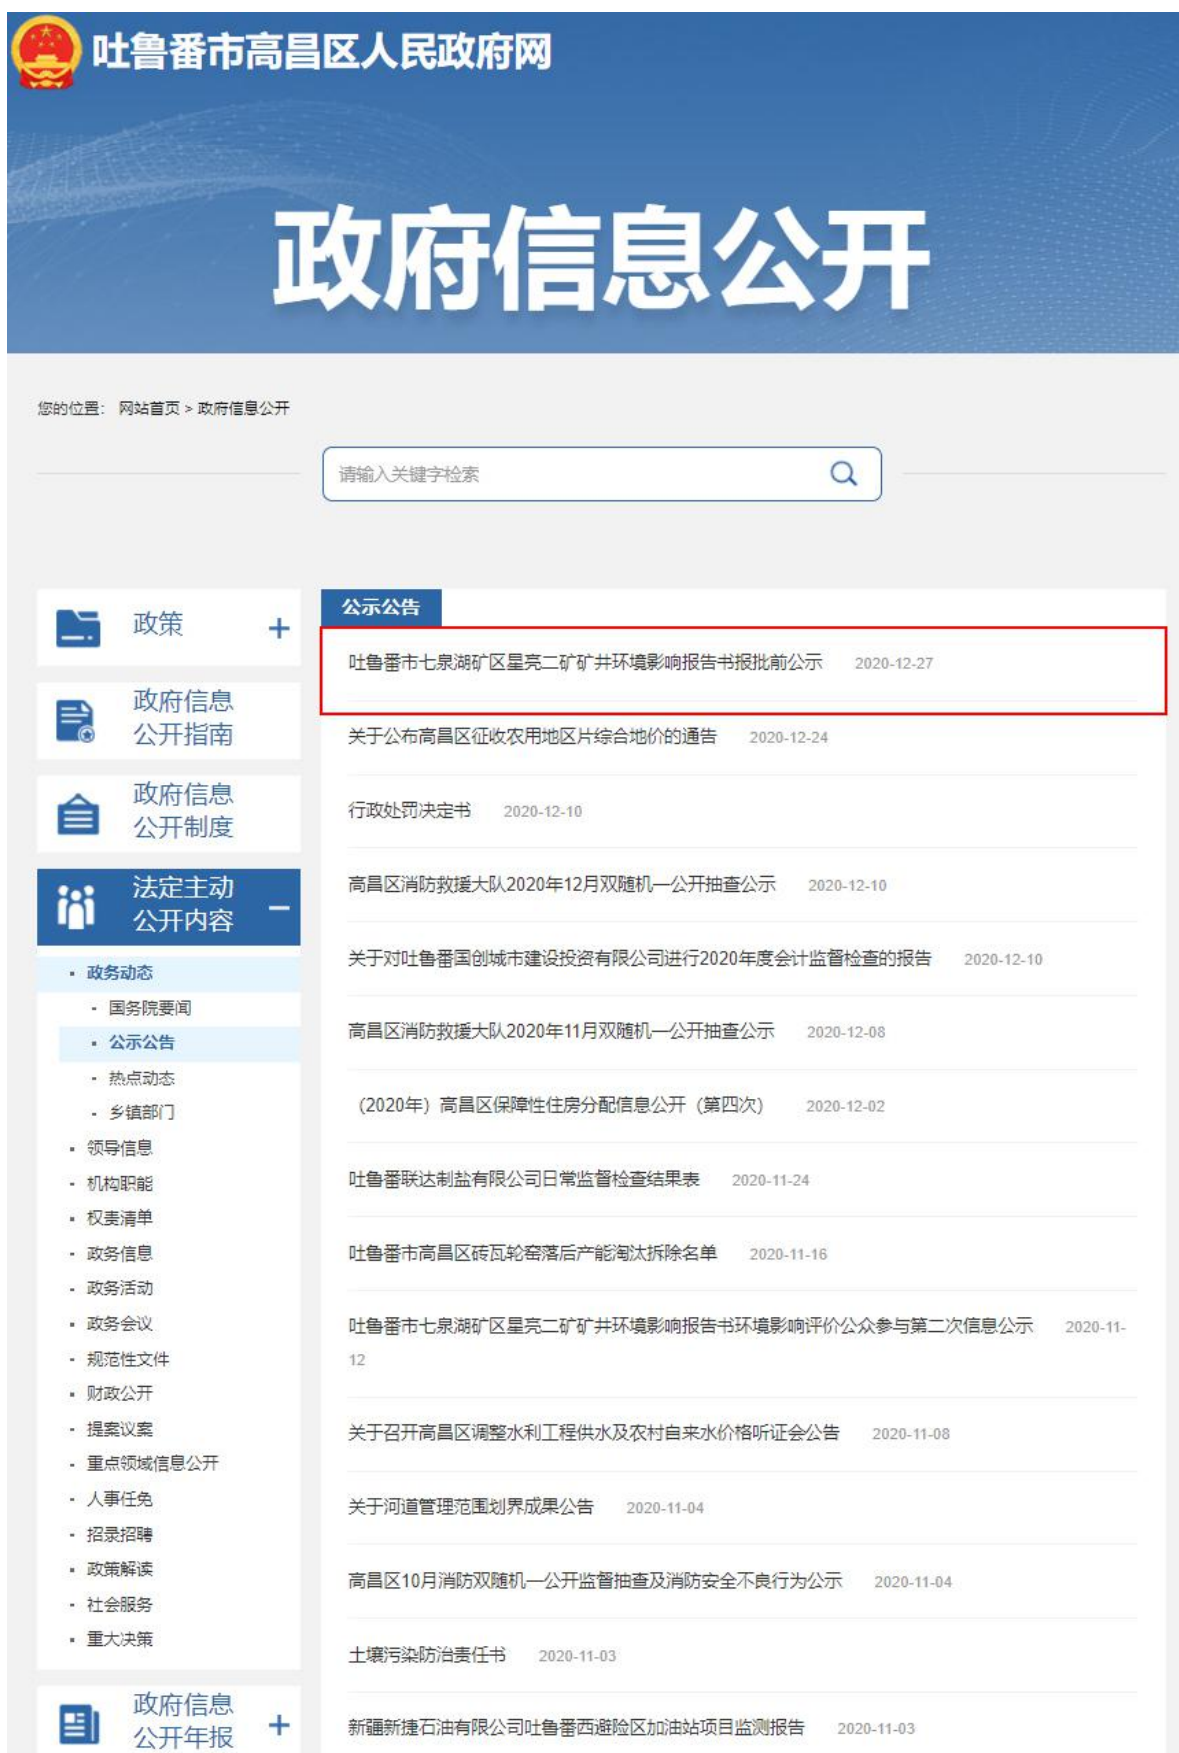 吐鲁番市高昌区人民政府网
政府信息公开
您的位置： 网站首页 > 政府信息公开
请输入关键字检索
政策
政府信息
公开指南
政府信息
公开制度
法定主动
公开内容
政务动态
国务院要闻
公示公告
热点动态
乡镇部门
领导信息
机构职能
权责清单
政务信息
政务活动
政务会议
规范性文件
财政公开
提案议案
重点领域信息公开
人事任免
招录招聘
政策解读
社会服务
重大决策
政府信息
公开年报
公示公告
吐鲁番市七泉湖矿区星亮二矿矿井环境影响报告书报批前公示 2020-12-27
关于公布高昌区征收农用地区片综合地价的通告 2020-12-24
行政处罚决定书 2020-12-10
高昌区消防救援大队2020年12月双随机一公开抽查公示 2020-12-10
关于对吐鲁番国创城市建设投资有限公司进行2020年度会计监督检查的报告 2020-12-10
高昌区消防救援大队2020年11月双随机一公开抽查公示 2020-12-08
（2020年）高昌区保障性住房分配信息公开（第四次） 2020-12-02
吐鲁番联达制盐有限公司日常监督检查结果表 2020-11-24
吐鲁番市高昌区砖瓦轮窑落后产能淘汰拆除名单 2020-11-16
吐鲁番市七泉湖矿区星亮二矿矿井环境影响报告书环境影响评价公众参与第二次信息公示 2020-11-
12
关于召开高昌区调整水利工程供水及农村自来水价格听证会公告 2020-11-08
关于河道管理范围划界成果公告 2020-11-04
高昌区10月消防双随机一公开监督抽查及消防安全不良行为公示 2020-11-04
土壤污染防治责任书 2020-11-03
新疆新捷石油有限公司吐鲁番西避险区加油站项目监测报告 2020-11-03